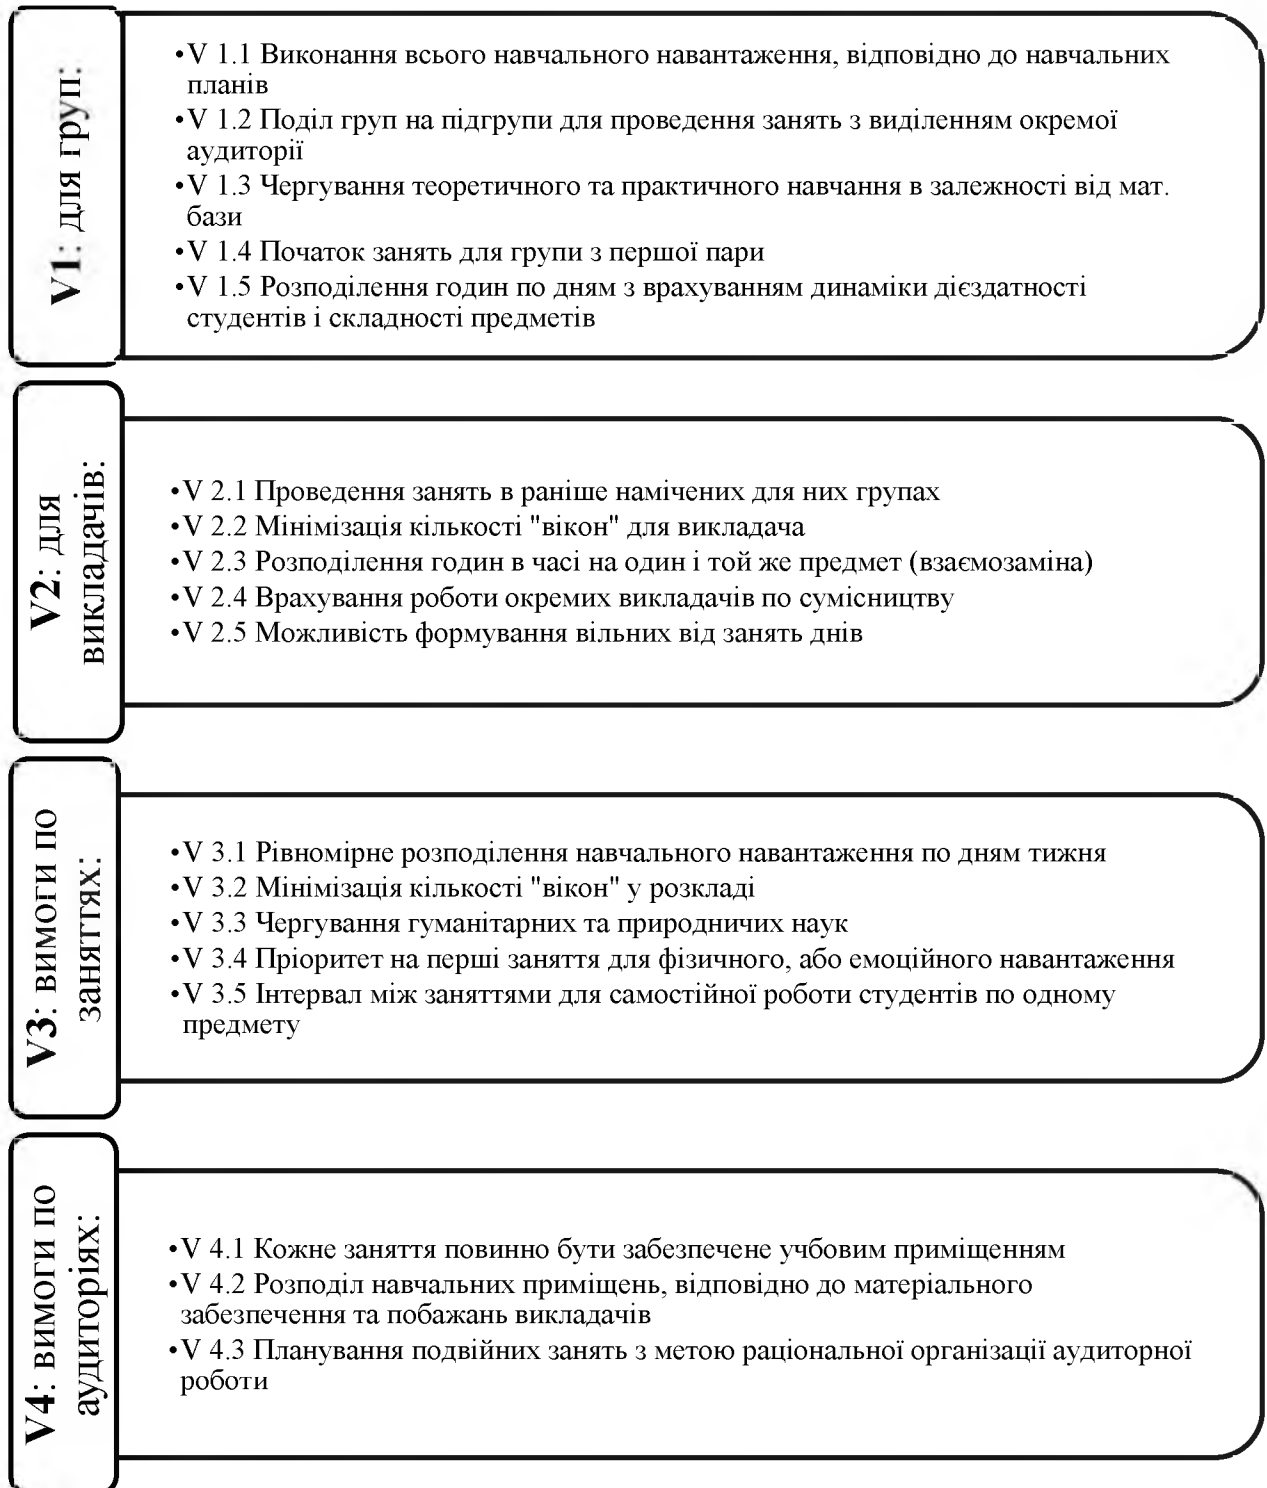 V1: для груп:
•V 1.1 Виконання всього навчального навантаження, відповідно до навчальних
планів
•V 1.2 Поділ груп на підгрупи для проведення занять з виділенням окремої
аудиторії
•V 1.3 Чергування теоретичного та практичного навчання в залежності від мат.
бази
•V 1.4 Початок занять для групи з першої пари
•V 1.5 Розподілення годин по дням з врахуванням динаміки дієздатності
студентів і складності предметів
V2: для
викладачів:
•V 2.1 Проведення занять в раніше намічених для них групах
•V 2.2 Мінімізація кількості "вікон" для викладача
•V 2.3 Розподілення годин в часі на один і той же предмет (взаємозаміна)
•V 2.4 Врахування роботи окремих викладачів по сумісництву
•V 2.5 Можливість формування вільних від занять днів
V3: вимоги по
заняттях:
•V 3.1 Рівномірне розподілення навчального навантаження по дням тижня
•V 3.2 Мінімізація кількості "вікон" у розкладі
•V 3.3 Чергування гуманітарних та природничих наук
•V 3.4 Пріоритет на перші заняття для фізичного, або емоційного навантаження
•V 3.5 Інтервал між заняттями для самостійної роботи студентів по одному
предмету
V4: вимоги по
аудиторіях:
•V 4.1 Кожне заняття повинно бути забезпечене учбовим приміщенням
•V 4.2 Розподіл навчальних приміщень, відповідно до матеріального
забезпечення та побажань викладачів
•V 4.3 Планування подвійних занять з метою раціональної організації аудиторної
роботи